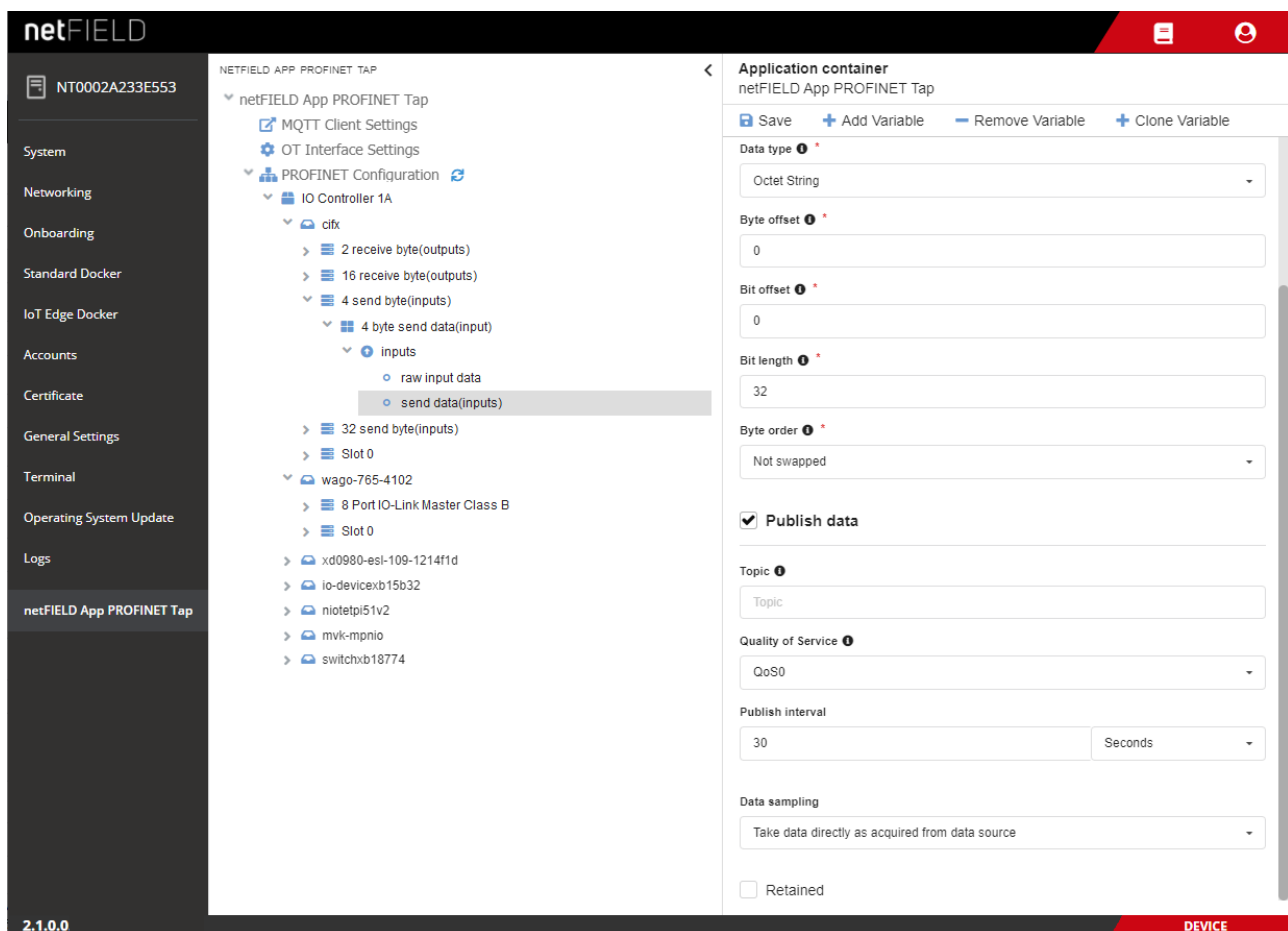 netFIELD
NT0002A233E553
System
Networking
Onboarding
Standard Docker
IoT Edge Docker
Accounts
Certificate
General Settings
Terminal
Operating System Update
Logs
netFIELD App PROFINET Tap
2.1.0.0
NETFIELD APP PROFINET TAP
netFIELD App PROFINET Tap
MQTT Client Settings
OT Interface Settings
PROFINET Configuration
IO Controller 1A
cifx
2 receive byte(outputs)
16 receive byte(outputs)
4 send byte(inputs)
4 byte send data(input)
inputs
raw input data
send data(inputs)
32 send byte(inputs)
Slot 0
wago-765-4102
8 Port IO-Link Master Class B
Slot 0
xd0980-esl-109-1214f1d
io-devicexb15b32
niotetpi51v2
mvk-mpnio
switchxb18774
Application container
netFIELD App PROFINET Tap
Save Add Variable Remove Variable Clone Variable
Data type *
Octet String
Byte offset *
0
Bit offset *
0
Bit length *
32
Byte order *
Not swapped
Publish data
Topic
Topic
Quality of Service
QoS0
Publish interval
30 Seconds
Data sampling
Take data directly as acquired from data source
Retained
DEVICE